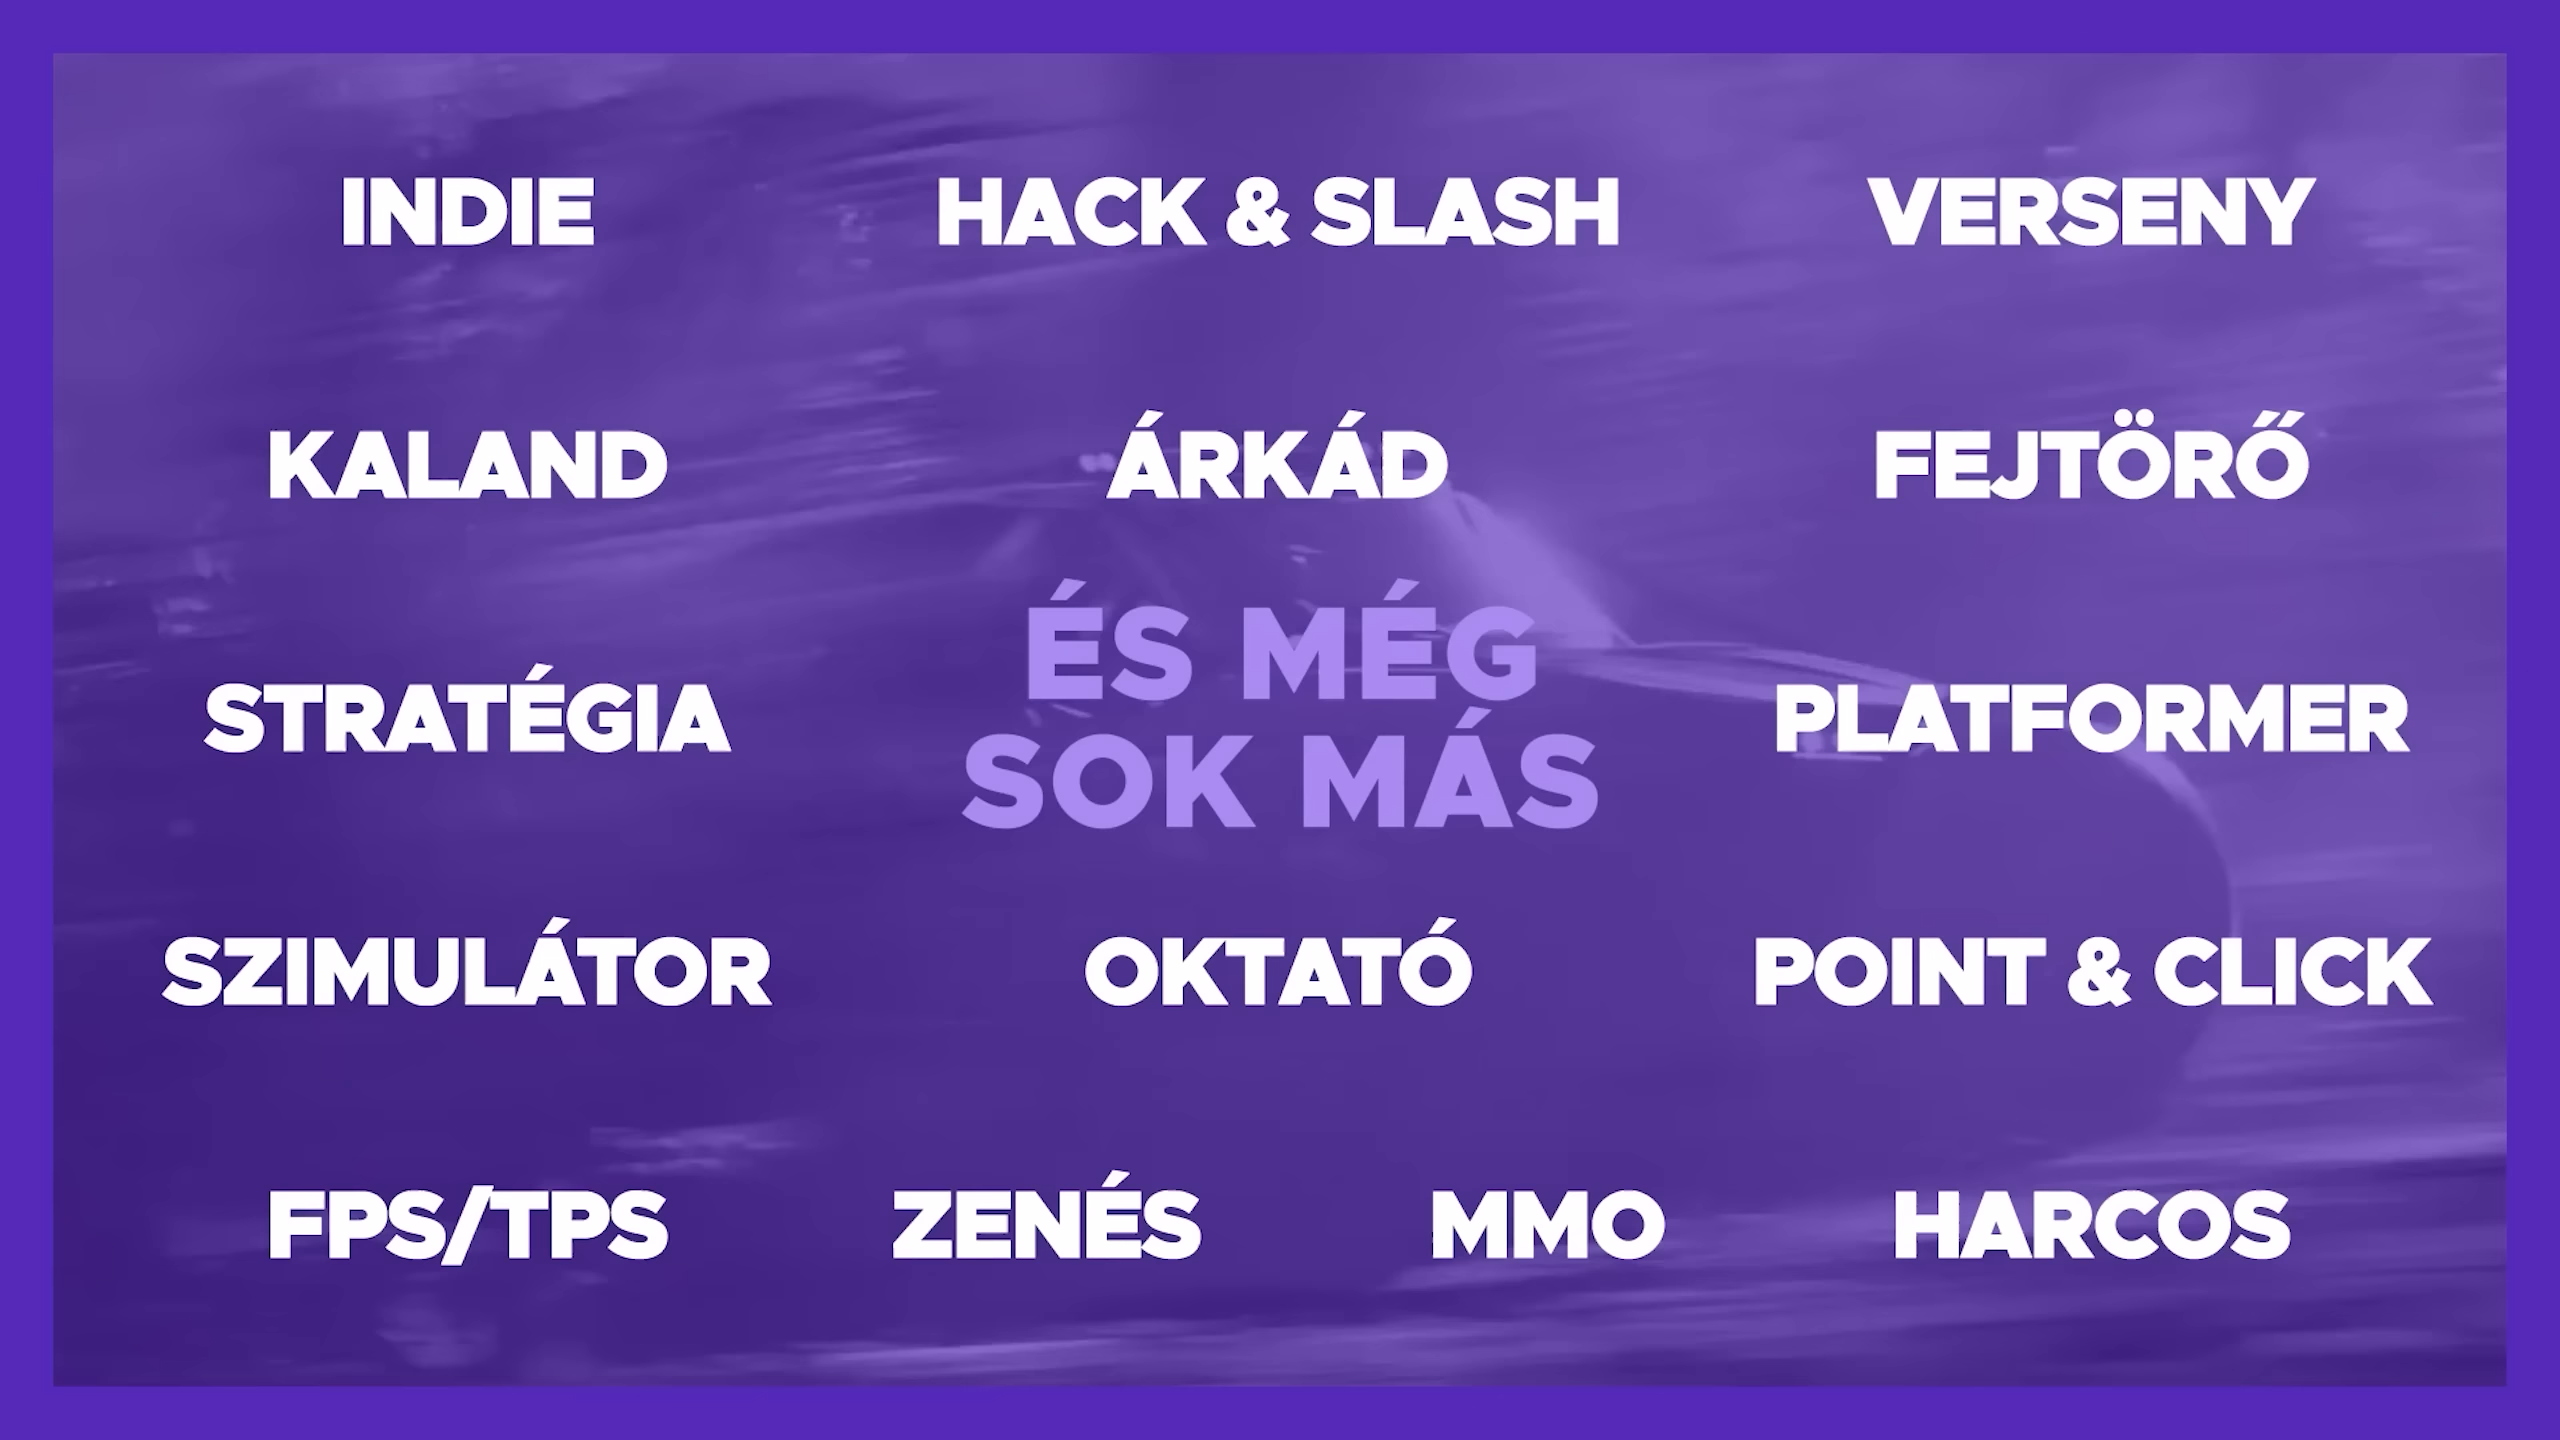 INDIE
HACK & SLASH
VERSENY
KALAND
ÁRKÁD
FEJTÖRŐ
ÉS MÉG
SOK MÁS
STRATÉGIA
PLATFORMER
SZIMULÁTOR
OKTATÓ
POINT & CLICK
FPS/TPS
ZENÉS
MMO
HARCOS